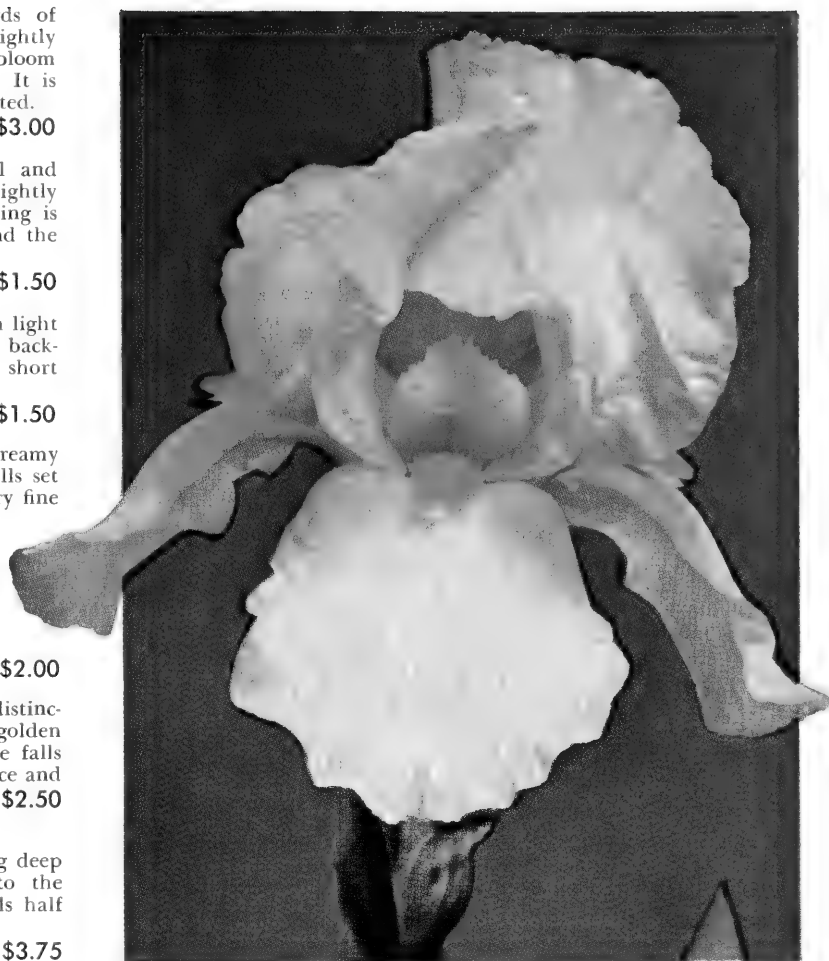 ds of
ightly
bloom
It is
ted.
$3.00
l and
ightly
ing is
nd the
$1.50
light
back-
short
$1.50
reamy
lls set
ry fine
$2.00
distinc-
golden
e falls
ce and
$2.50
g deep
to the
ls half
$3.75